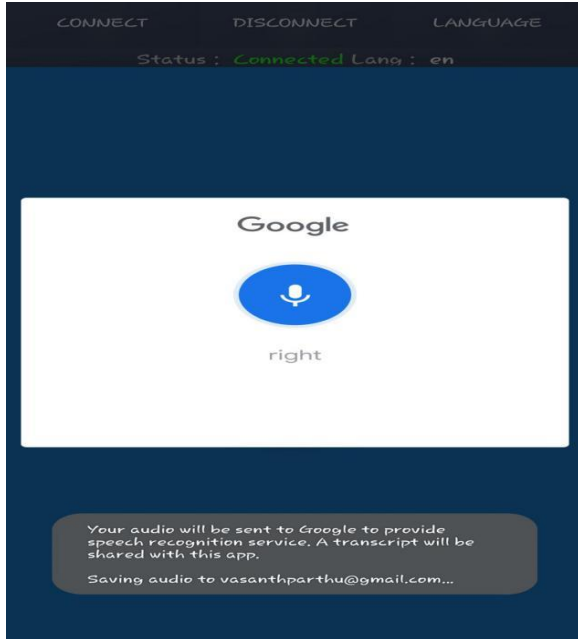 CONNECT DISCONNECT LANGUAGE
Status : Connected Lang : en
Google
right
Your audio will be sent to Google to provide
speech recognition service. A transcript will be
shared with this app.
Saving audio to vasanthparthu@gmail.com...